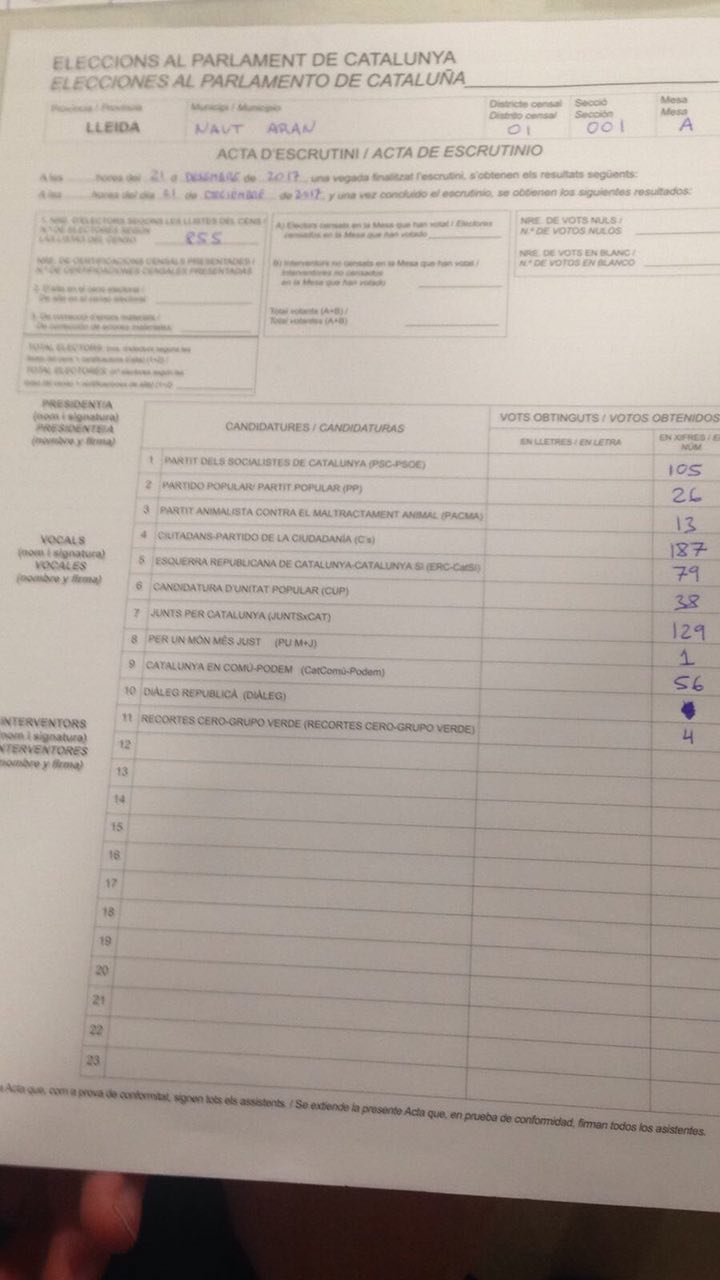 ELECCIONS AL PARLAMENT DE CATALUNYA
ELECCIONES AL PARLAMENTO DE CATALUÑA
Província / Provincia
Municipi / Municipio
Districte censal
Distrito censal
Secció
Sección
Mesa
Mesa
LLEIDA
NAUT ARAN
01
001
A
ACTA D'ESCRUTINI / ACTA DE ESCRUTINIO
A les hores del 21 d DESEMBRE de 2017, una vegada finalitzat l'escrutini, s'obtenen els resultats següents:
A las horas del día 21 de DICIEMBRE de 2017, y una vez concluido el escrutinio, se obtienen los siguientes resultados:
1. NRE. D'ELECTORS SEGONS LES LLISTES DEL CENS /
N.º DE ELECTORES SEGÚN
LAS LISTAS DEL CENSO
855
NRE. DE CERTIFICACIONS CENSALS PRESENTADES /
N.º DE CERTIFICACIONES CENSALES PRESENTADAS
2. D'alta en el cens electoral /
De alta en el censo electoral
3. De correcció d'errors materials /
De corrección de errores materiales
TOTAL ELECTORS
TOTAL ELECTORES
A) Electors censats en la Mesa que han votat / Electores
censados en la Mesa que han votado
B) Interventors no censats en la Mesa que han votat /
Interventores no censados
en la Mesa que han votado
Total votants (A+B) /
Total votantes (A+B)
NRE. DE VOTS NULS /
N.º DE VOTOS NULOS
NRE. DE VOTS EN BLANC /
N.º DE VOTOS EN BLANCO
PRESIDENT/A
(nom i signatura)
PRESIDENTE/A
(nombre y firma)
CANDIDATURES / CANDIDATURAS
VOTS OBTINGUTS / VOTOS OBTENIDOS
EN LLETRES / EN LETRA
EN XIFRES / E
NÚM
1 PARTIT DELS SOCIALISTES DE CATALUNYA (PSC-PSOE) 105
2 PARTIDO POPULAR/ PARTIT POPULAR (PP) 26
3 PARTIT ANIMALISTA CONTRA EL MALTRACTAMENT ANIMAL (PACMA) 13
4 CIUTADANS-PARTIDO DE LA CIUDADANÍA (C's) 187
5 ESQUERRA REPUBLICANA DE CATALUNYA-CATALUNYA SÍ (ERC-CatSí) 79
6 CANDIDATURA D'UNITAT POPULAR (CUP) 38
7 JUNTS PER CATALUNYA (JUNTSxCAT) 129
8 PER UN MÓN MÉS JUST (PU M+J) 1
9 CATALUNYA EN COMÚ-PODEM (CatComú-Podem) 56
10 DIÀLEG REPUBLICÀ (DIÀLEG)
11 RECORTES CERO-GRUPO VERDE (RECORTES CERO-GRUPO VERDE) 4
12
13
14
15
16
17
18
19
20
21
22
23
VOCALS
(nom i signatura)
VOCALES
(nombre y firma)
INTERVENTORS
nom i signatura)
NTERVENTORES
nombre y firma)
Acta que, com a prova de conformitat, signen tots els assistents. / Se extiende la presente Acta que, en prueba de conformidad, firman todos los asistentes.